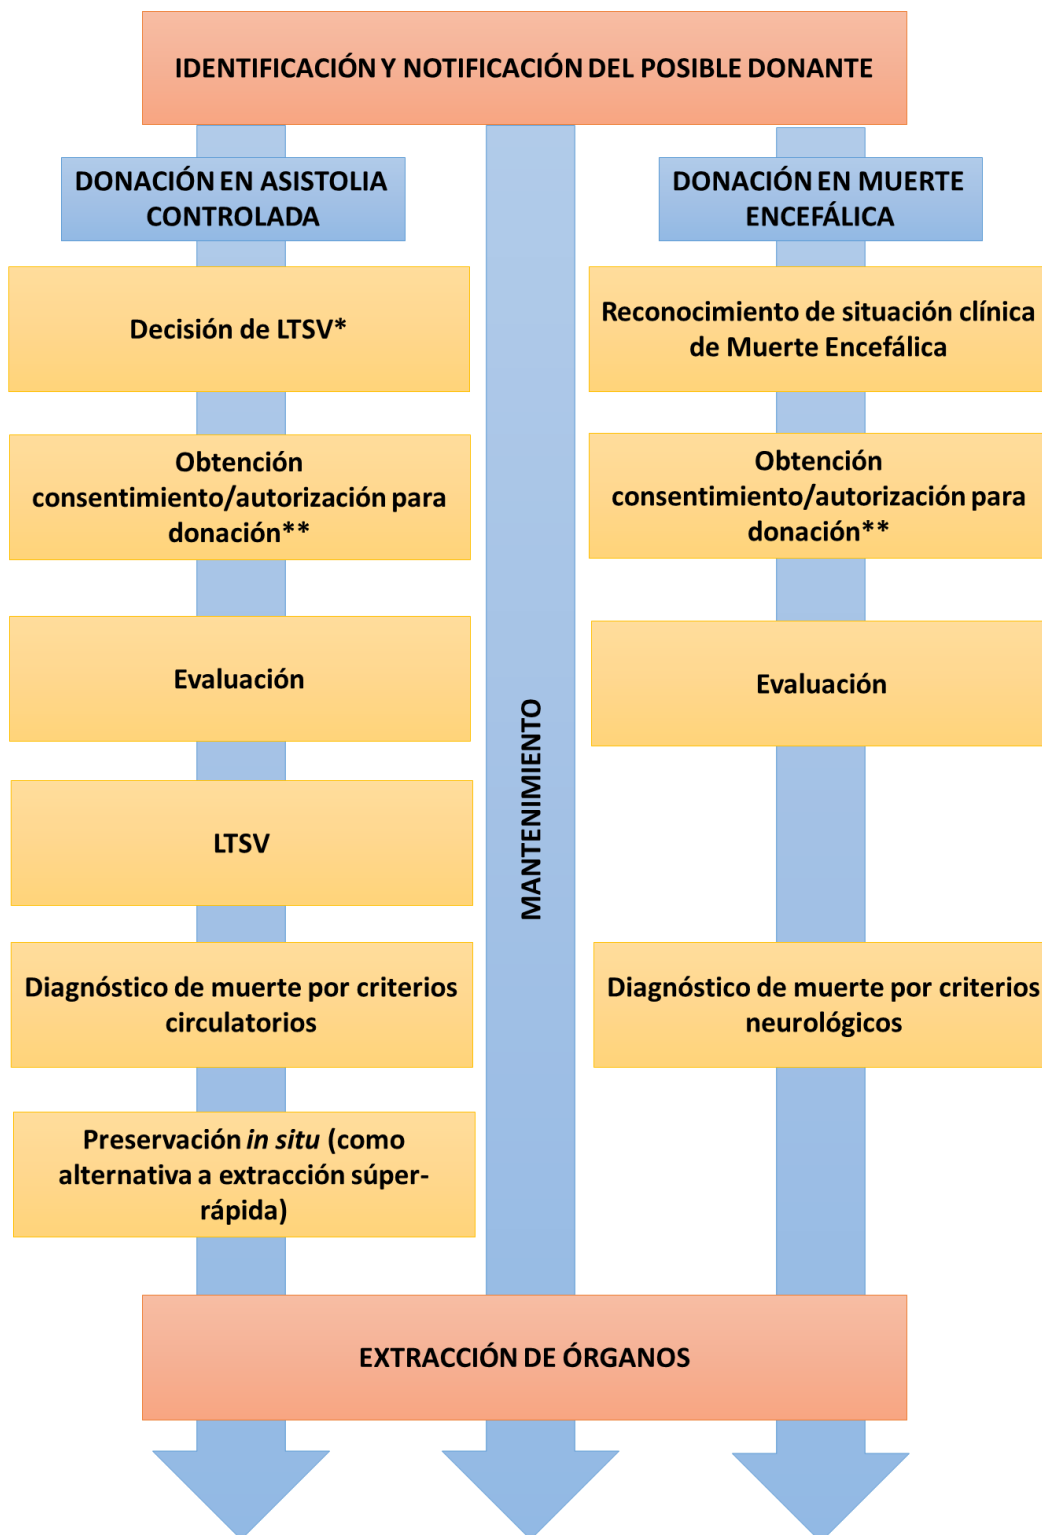 IDENTIFICACIÓN Y NOTIFICACIÓN DEL POSIBLE DONANTE
DONACIÓN EN ASISTOLIA
CONTROLADA
Decisión de LTSV*
Obtención
consentimiento/autorización para
donación**
Evaluación
LTSV
Diagnóstico de muerte por criterios
circulatorios
Preservación in situ (como
alternativa a extracción súper-
rápida)
MANTENIMIENTO
DONACIÓN EN MUERTE
ENCEFÁLICA
Reconocimiento de situación clínica
de Muerte Encefálica
Obtención
consentimiento/autorización para
donación**
Evaluación
Diagnóstico de muerte por criterios
neurológicos
EXTRACCIÓN DE ÓRGANOS